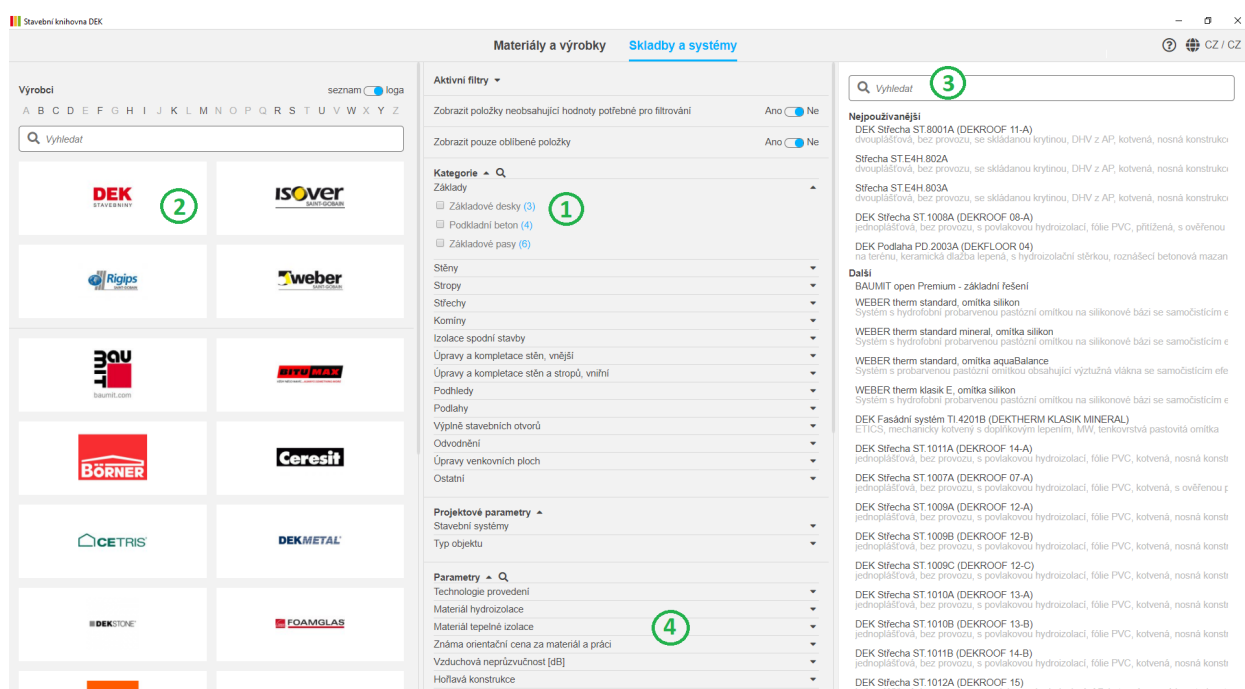 Stavební knihovna DEK
Materiály a výrobky
Skladby a systémy
CZ / CZ
Výrobci
seznam
loga
A B C D E F G H I J K L M N O P Q R S T U V W X Y Z
Vyhledat
DEK
STAVEBNINY
2
ISOVER
SAINT-GOBAIN
Rigips
SAINT-GOBAIN
weber
SAINT-GOBAIN
BAUMIT
baumit.com
BITUMAX
BÖRNER
Ceresit
CETRIS
DEKMETAL
DEKSTONE
FOAMGLAS
Aktivní filtry
Zobrazit položky neobsahující hodnoty potřebné pro filtrování
Ano Ne
Zobrazit pouze oblíbené položky
Ano Ne
Kategorie
Základy
Základové desky (3)
1
Podkladní beton (4)
Základové pasy (6)
Stěny
Stropy
Střechy
Komíny
Izolace spodní stavby
Úpravy a kompletace stěn, vnější
Úpravy a kompletace stěn a stropů, vniřní
Podhledy
Podlahy
Výplně stavebních otvorů
Odvodnění
Úpravy venkovních ploch
Ostatní
Projektové parametry
Stavební systémy
Typ objektu
Parametry
Technologie provedení
Materiál hydroizolace
Materiál tepelné izolace
4
Známa orientační cena za materiál a práci
Vzduchová neprůzvučnost [dB]
Hořlavá konstrukce
Vyhledat
3
Nejpoužívanější
DEK Střecha ST.8001A (DEKROOF 11-A)
dvouplášťová, bez provozu, se skládanou krytinou, DHV z AP, kotvená, nosná konstrukc
Střecha ST.E4H.802A
dvouplášťová, bez provozu, se skládanou krytinou, DHV z AP, kotvená, nosná konstrukc
Střecha ST.E4H.803A
dvouplášťová, bez provozu, se skládanou krytinou, DHV z AP, kotvená, nosná konstrukc
DEK Střecha ST.1008A (DEKROOF 08-A)
jednoplášťová, bez provozu, s povlakovou hydroizolací, fólie PVC, přitížená, s ověřenou
DEK Podlaha PD.2003A (DEKFLOOR 04)
na terénu, keramická dlažba lepená, s hydroizolační stěrkou, roznášecí betonová mazan
Další
BAUMIT open Premium - základní řešení
WEBER therm standard, omítka silikon
Systém s hydrofobní probarvenou pastózní omítkou na silikonové bázi se samočistícím e
WEBER therm standard mineral, omítka silikon
Systém s hydrofobní probarvenou pastózní omítkou na silikonové bázi se samočistícím e
WEBER therm standard, omítka aquaBalance
Systém s probarvenou pastózní omítkou obsahující výztužná vlákna se samočistícím efe
WEBER therm klasik E, omítka silikon
Systém s hydrofobní probarvenou pastózní omítkou na silikonové bázi se samočistícím e
DEK Fasádní systém TI.4201B (DEKTHERM KLASIK MINERAL)
ETICS, mechanicky kotvený s doplňkovým lepením, MW, tenkovrstvá pastovitá omítka
DEK Střecha ST.1011A (DEKROOF 14-A)
jednoplášťová, bez provozu, s povlakovou hydroizolací, fólie PVC, kotvená, nosná konstr
DEK Střecha ST.1007A (DEKROOF 07-A)
jednoplášťová, bez provozu, s povlakovou hydroizolací, fólie PVC, kotvená, s ověřenou p
DEK Střecha ST.1009A (DEKROOF 12-A)
jednoplášťová, bez provozu, s povlakovou hydroizolací, fólie PVC, kotvená, nosná konstr
DEK Střecha ST.1009B (DEKROOF 12-B)
jednoplášťová, bez provozu, s povlakovou hydroizolací, fólie PVC, kotvená, nosná konstr
DEK Střecha ST.1009C (DEKROOF 12-C)
jednoplášťová, bez provozu, s povlakovou hydroizolací, fólie PVC, kotvená, nosná konstr
DEK Střecha ST.1010A (DEKROOF 13-A)
jednoplášťová, bez provozu, s povlakovou hydroizolací, fólie PVC, kotvená, nosná konstr
DEK Střecha ST.1010B (DEKROOF 13-B)
jednoplášťová, bez provozu, s povlakovou hydroizolací, fólie PVC, kotvená, nosná konstr
DEK Střecha ST.1011B (DEKROOF 14-B)
jednoplášťová, bez provozu, s povlakovou hydroizolací, fólie PVC, kotvená, nosná konstr
DEK Střecha ST.1012A (DEKROOF 15)